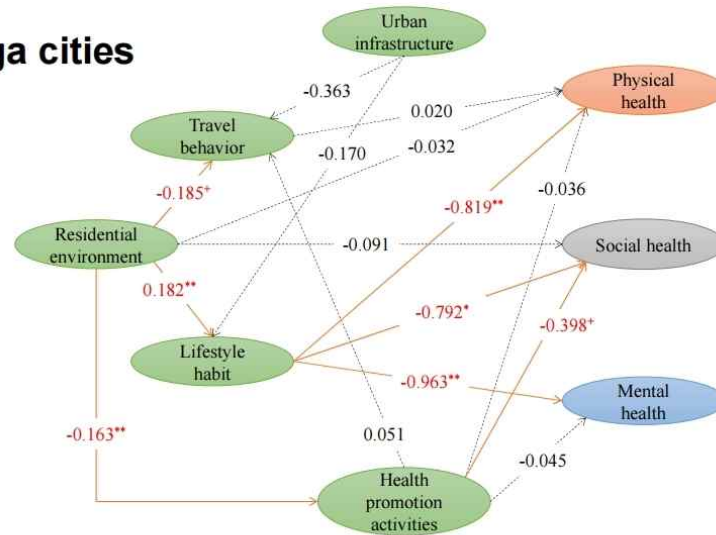 ga cities
Urban
infrastructure
Physical
health
-0.363
0.020
Travel
behavior
-0.170
-0.032
-0.036
-0.185⁺
-0.819**
Residential
environment
-0.091
Social health
0.182**
-0.792*
-0.398⁺
Lifestyle
habit
-0.963**
Mental
health
-0.163**
0.051
-0.045
Health
promotion
activities